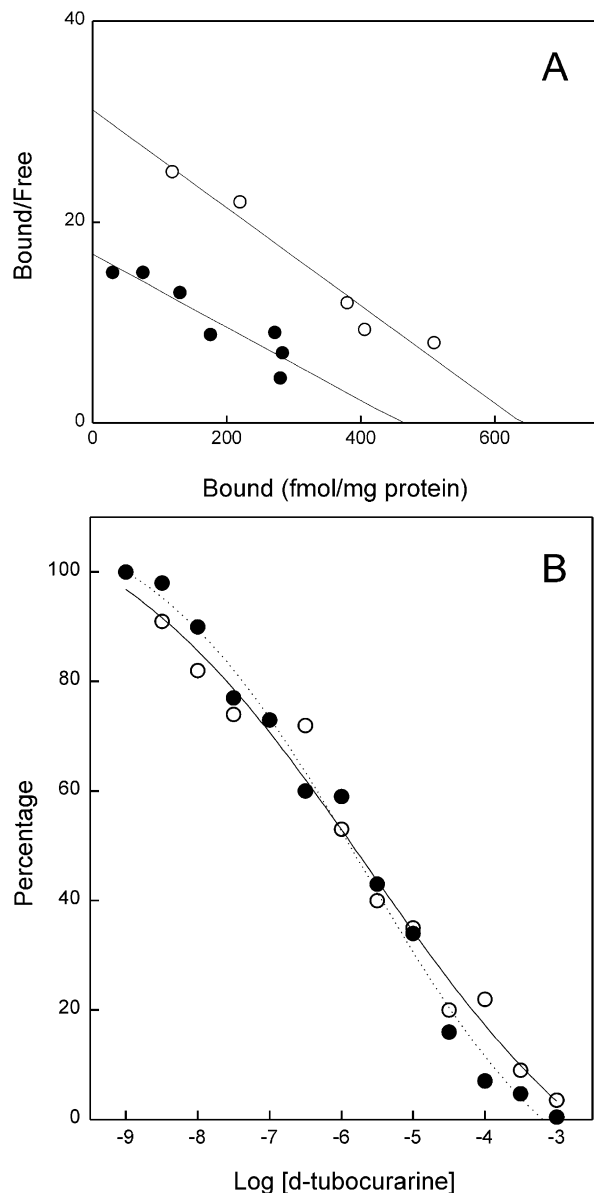 40
A
Bound/Free
20
0
0 200 400 600
Bound (fmol/mg protein)
B
100
80
60
Percentage
40
20
0
-9 -8 -7 -6 -5 -4 -3
Log [d-tubocurarine]